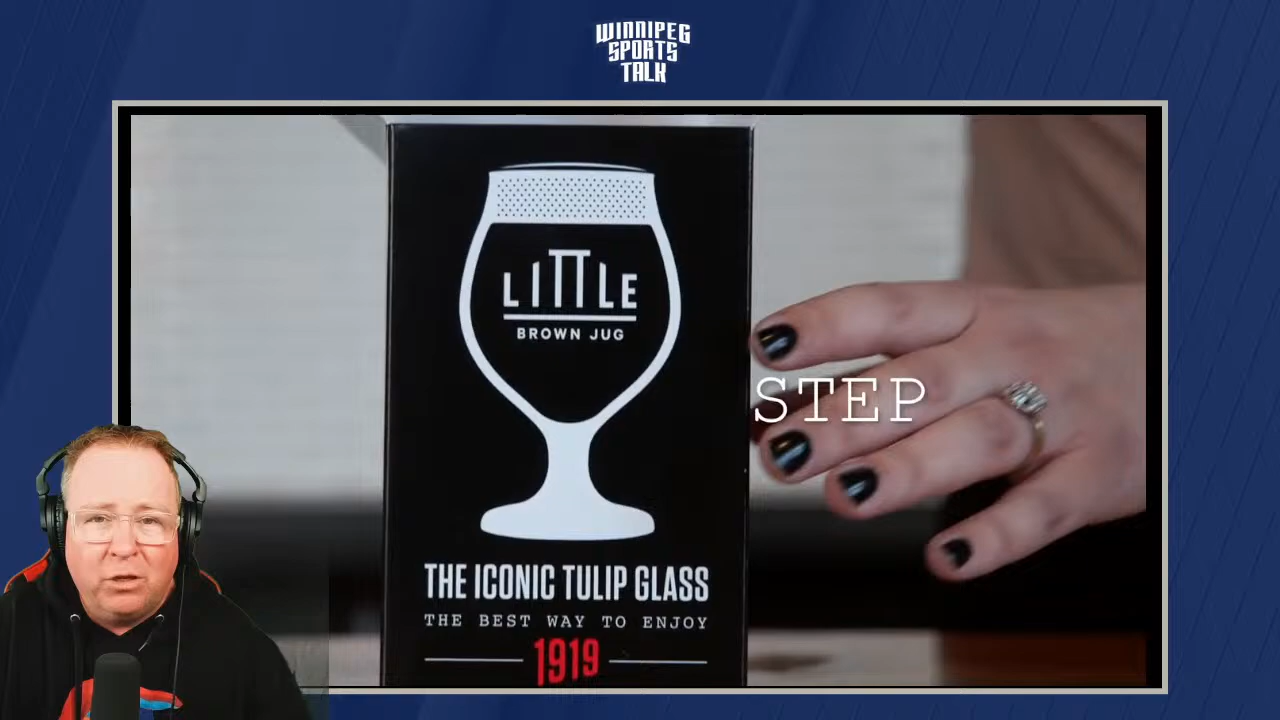 WINNIPEG
SPORTS
TALK
LITTLE
BROWN JUG
STEP
THE ICONIC TULIP GLASS
THE BEST WAY TO ENJOY
1919